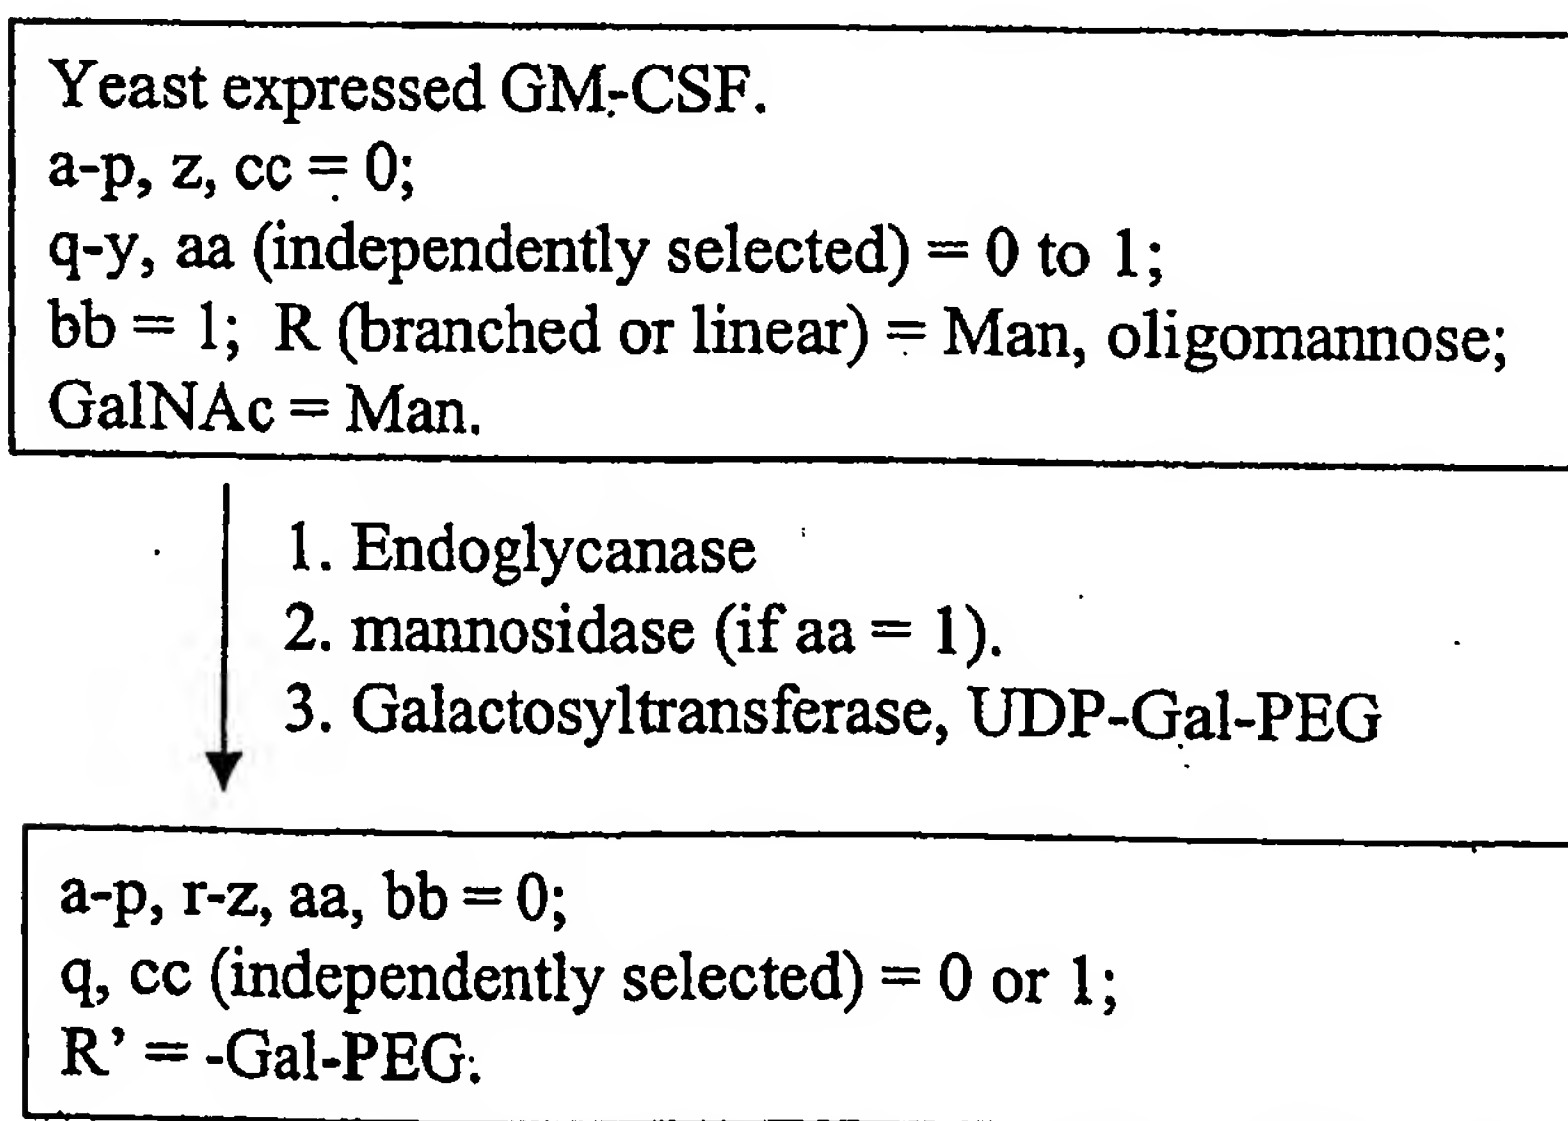 Yeast expressed GM-CSF.
a-p, z, cc = 0;
q-y, aa (independently selected) = 0 to 1;
bb = 1; R (branched or linear) = Man, oligomannose;
GalNAc = Man.
1. Endoglycanase
2. mannosidase (if aa = 1).
3. Galactosyltransferase, UDP-Gal-PEG
a-p, r-z, aa, bb = 0;
q, cc (independently selected) = 0 or 1;
R’ = -Gal-PEG.